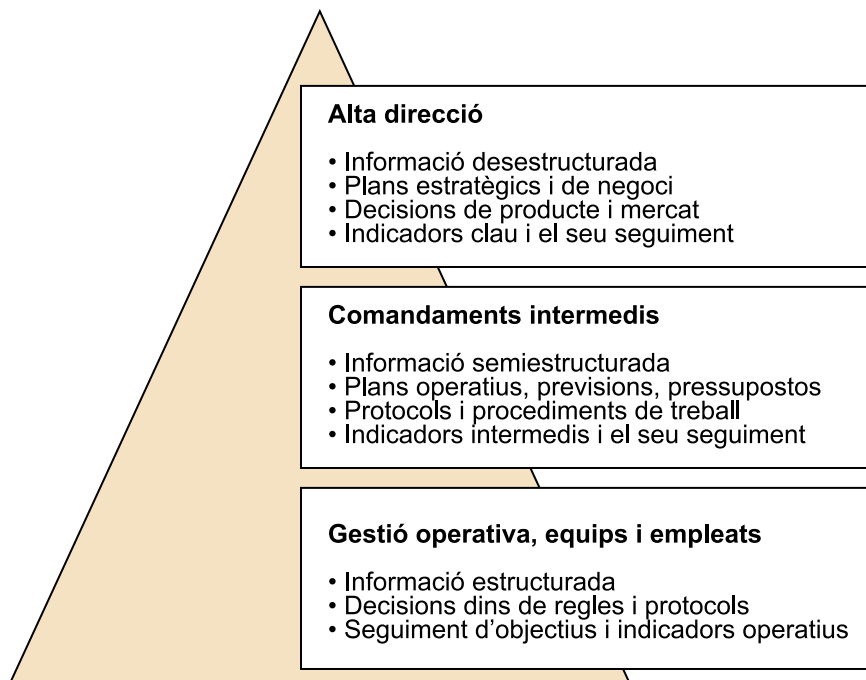 Alta direcció
• Informació desestructurada
• Plans estratègics i de negoci
• Decisions de producte i mercat
• Indicadors clau i el seu seguiment
Comandaments intermedis
• Informació semiestructurada
• Plans operatius, previsions, pressupostos
• Protocols i procediments de treball
• Indicadors intermedis i el seu seguiment
Gestió operativa, equips i empleats
• Informació estructurada
• Decisions dins de regles i protocols
• Seguiment d’objectius i indicadors operatius